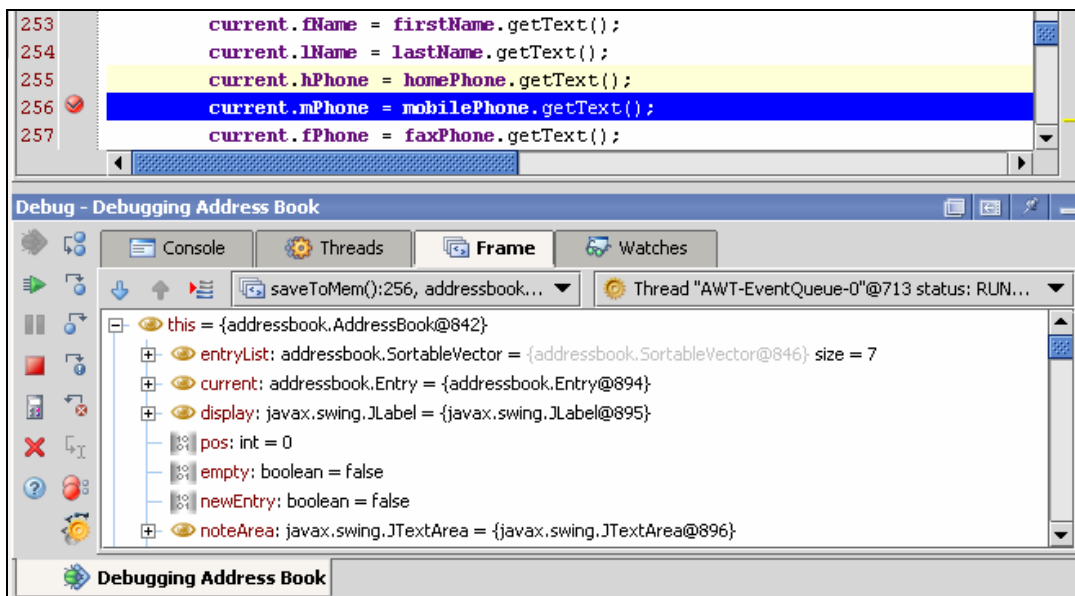 253 current.fName = firstName.getText();
254 current.lName = lastName.getText();
255 current.hPhone = homePhone.getText();
256 current.mPhone = mobilePhone.getText();
257 current.fPhone = faxPhone.getText();
Debug - Debugging Address Book
Console Threads Frame Watches
saveToMem():256, addressbook... Thread "AWT-EventQueue-0"@713 status: RUN...
this = {addressbook.AddressBook@842}
entryList: addressbook.SortableVector = {addressbook.SortableVector@846} size = 7
current: addressbook.Entry = {addressbook.Entry@894}
display: javax.swing.JLabel = {javax.swing.JLabel@895}
pos: int = 0
empty: boolean = false
newEntry: boolean = false
noteArea: javax.swing.JTextArea = {javax.swing.JTextArea@896}
Debugging Address Book